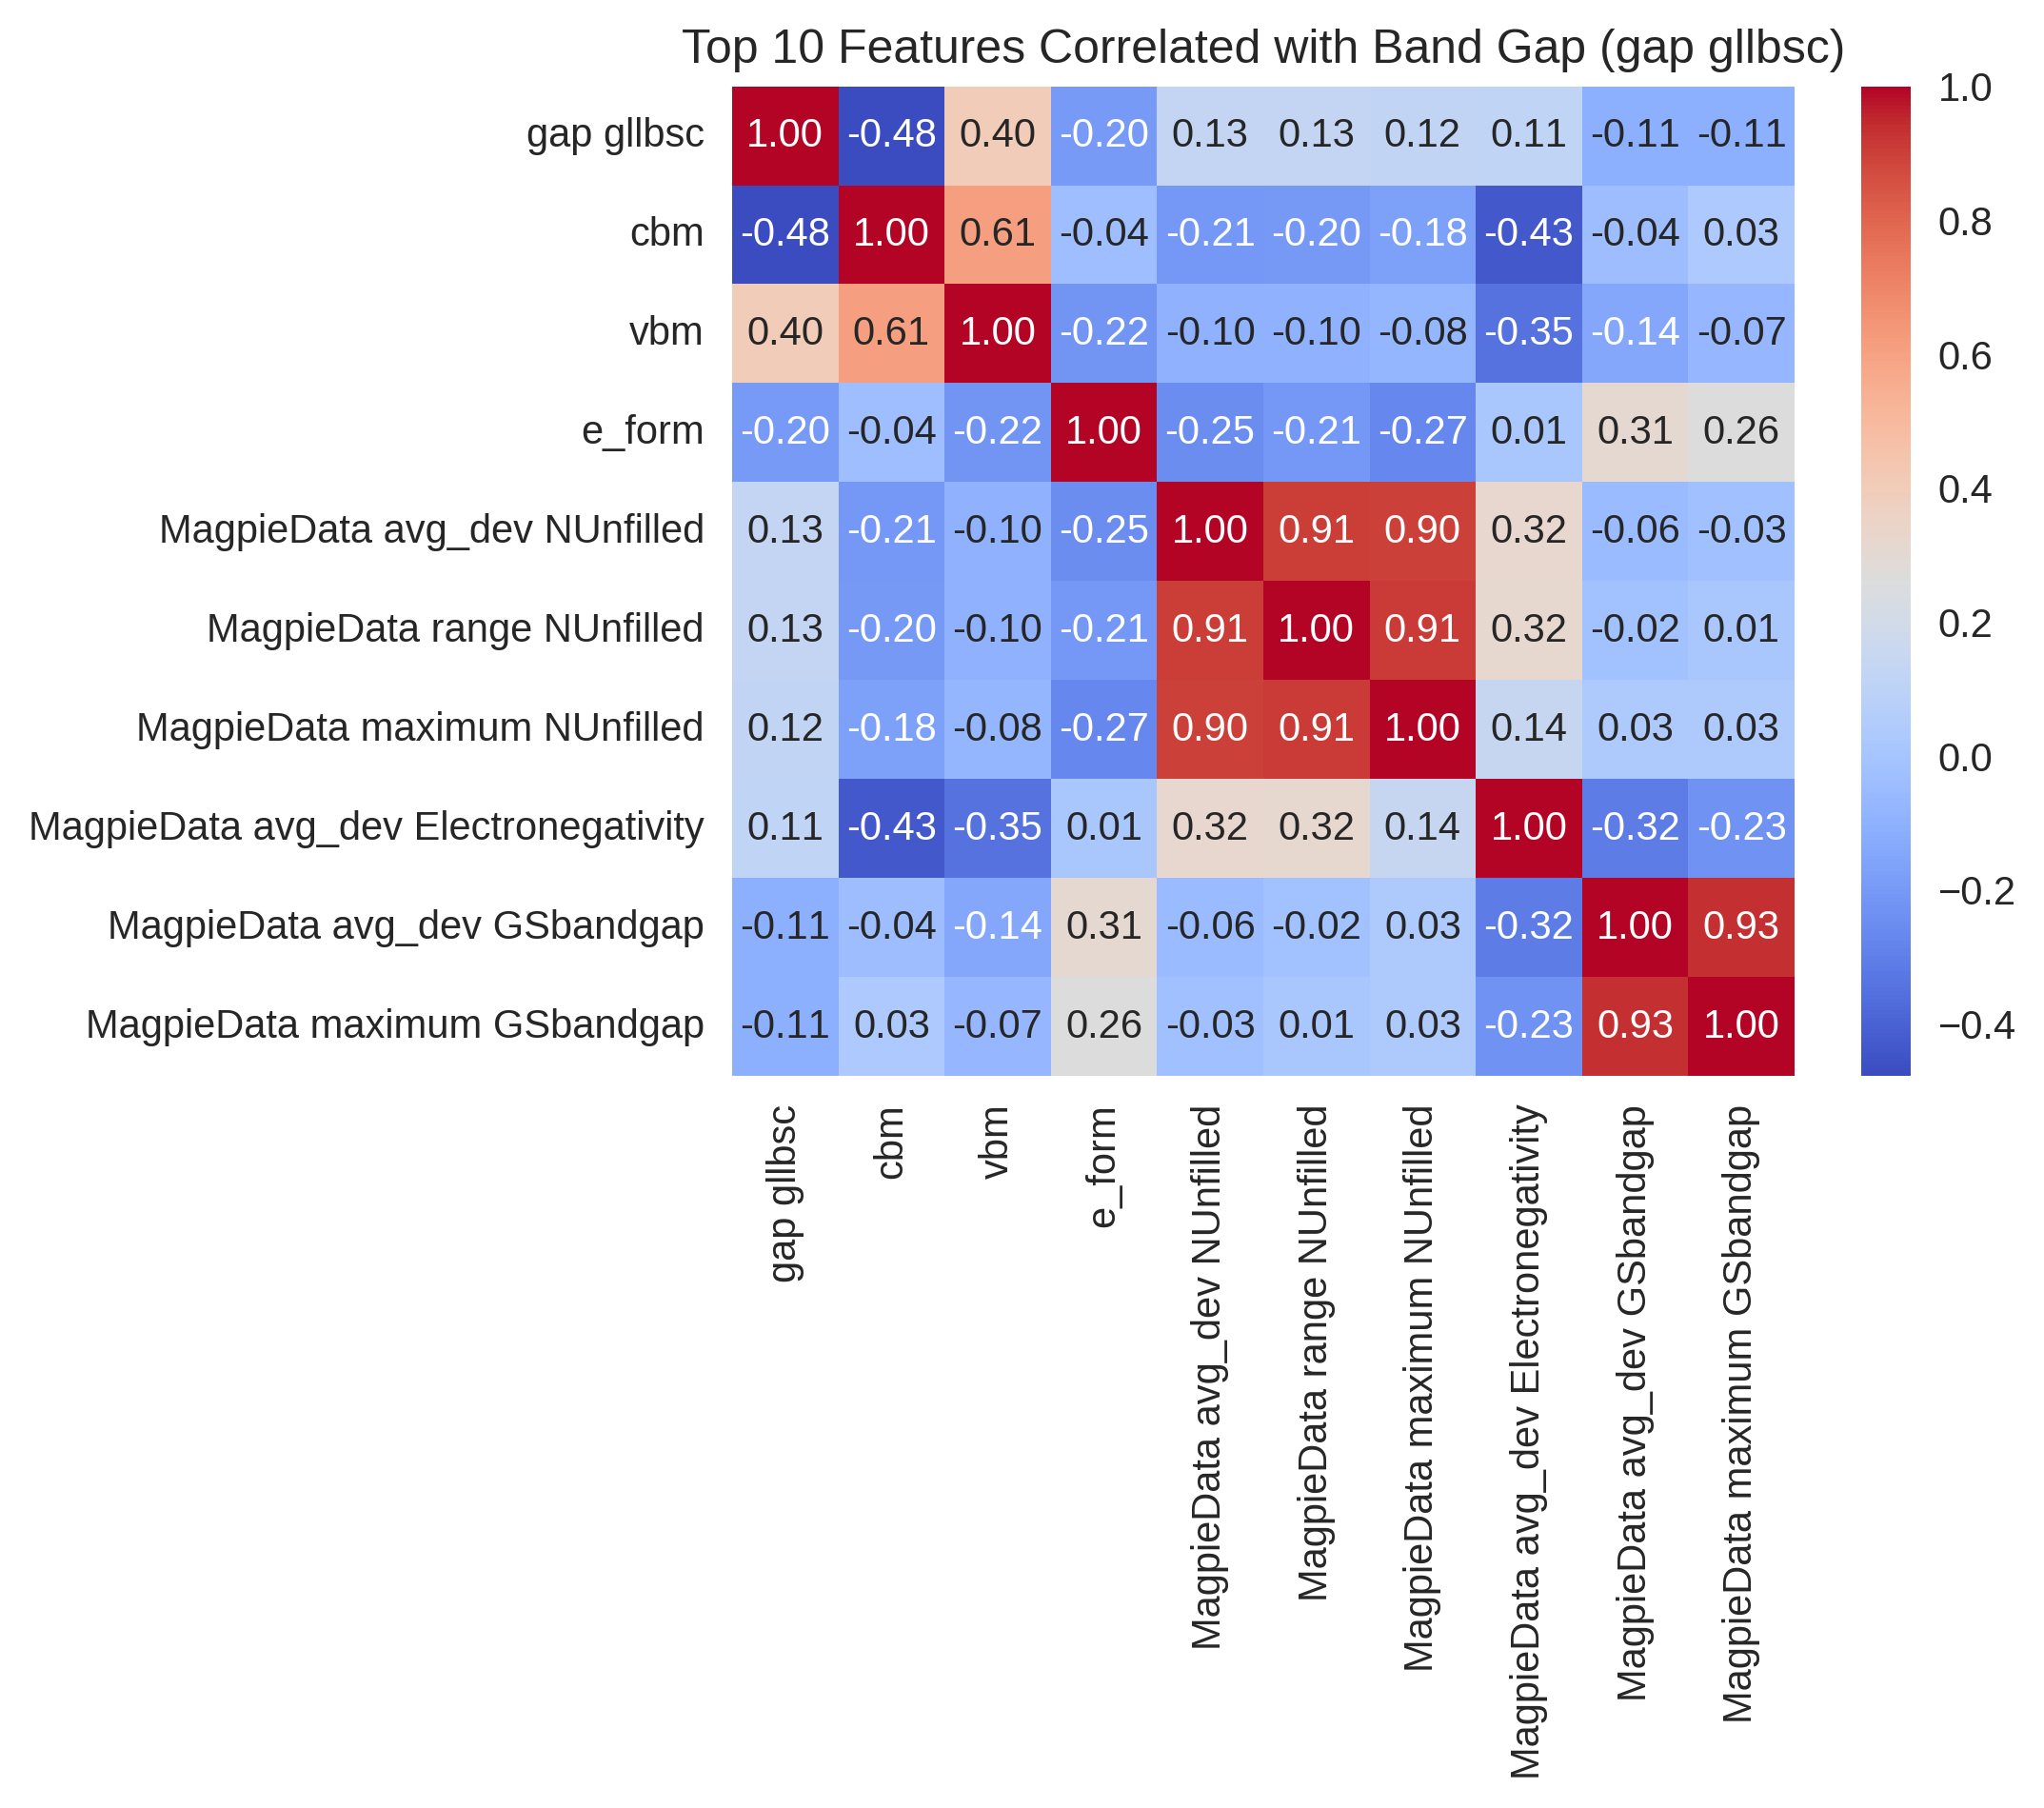 Top 10 Features Correlated with Band Gap (gap gllbsc)
gap gllbsc 1.00 -0.48 0.40 -0.20 0.13 0.13 0.12 0.11 -0.11 -0.11
cbm -0.48 1.00 0.61 -0.04 -0.21 -0.20 -0.18 -0.43 -0.04 0.03
vbm 0.40 0.61 1.00 -0.22 -0.10 -0.10 -0.08 -0.35 -0.14 -0.07
e_form -0.20 -0.04 -0.22 1.00 -0.25 -0.21 -0.27 0.01 0.31 0.26
MagpieData avg_dev NUnfilled 0.13 -0.21 -0.10 -0.25 1.00 0.91 0.90 0.32 -0.06 -0.03
MagpieData range NUnfilled 0.13 -0.20 -0.10 -0.21 0.91 1.00 0.91 0.32 -0.02 0.01
MagpieData maximum NUnfilled 0.12 -0.18 -0.08 -0.27 0.90 0.91 1.00 0.14 0.03 0.03
MagpieData avg_dev Electronegativity 0.11 -0.43 -0.35 0.01 0.32 0.32 0.14 1.00 -0.32 -0.23
MagpieData avg_dev GSbandgap -0.11 -0.04 -0.14 0.31 -0.06 -0.02 0.03 -0.32 1.00 0.93
MagpieData maximum GSbandgap -0.11 0.03 -0.07 0.26 -0.03 0.01 0.03 -0.23 0.93 1.00
gap gllbsc
cbm
vbm
e_form
MagpieData avg_dev NUnfilled
MagpieData range NUnfilled
MagpieData maximum NUnfilled
MagpieData avg_dev Electronegativity
MagpieData avg_dev GSbandgap
MagpieData maximum GSbandgap
1.0
0.8
0.6
0.4
0.2
0.0
−0.2
−0.4